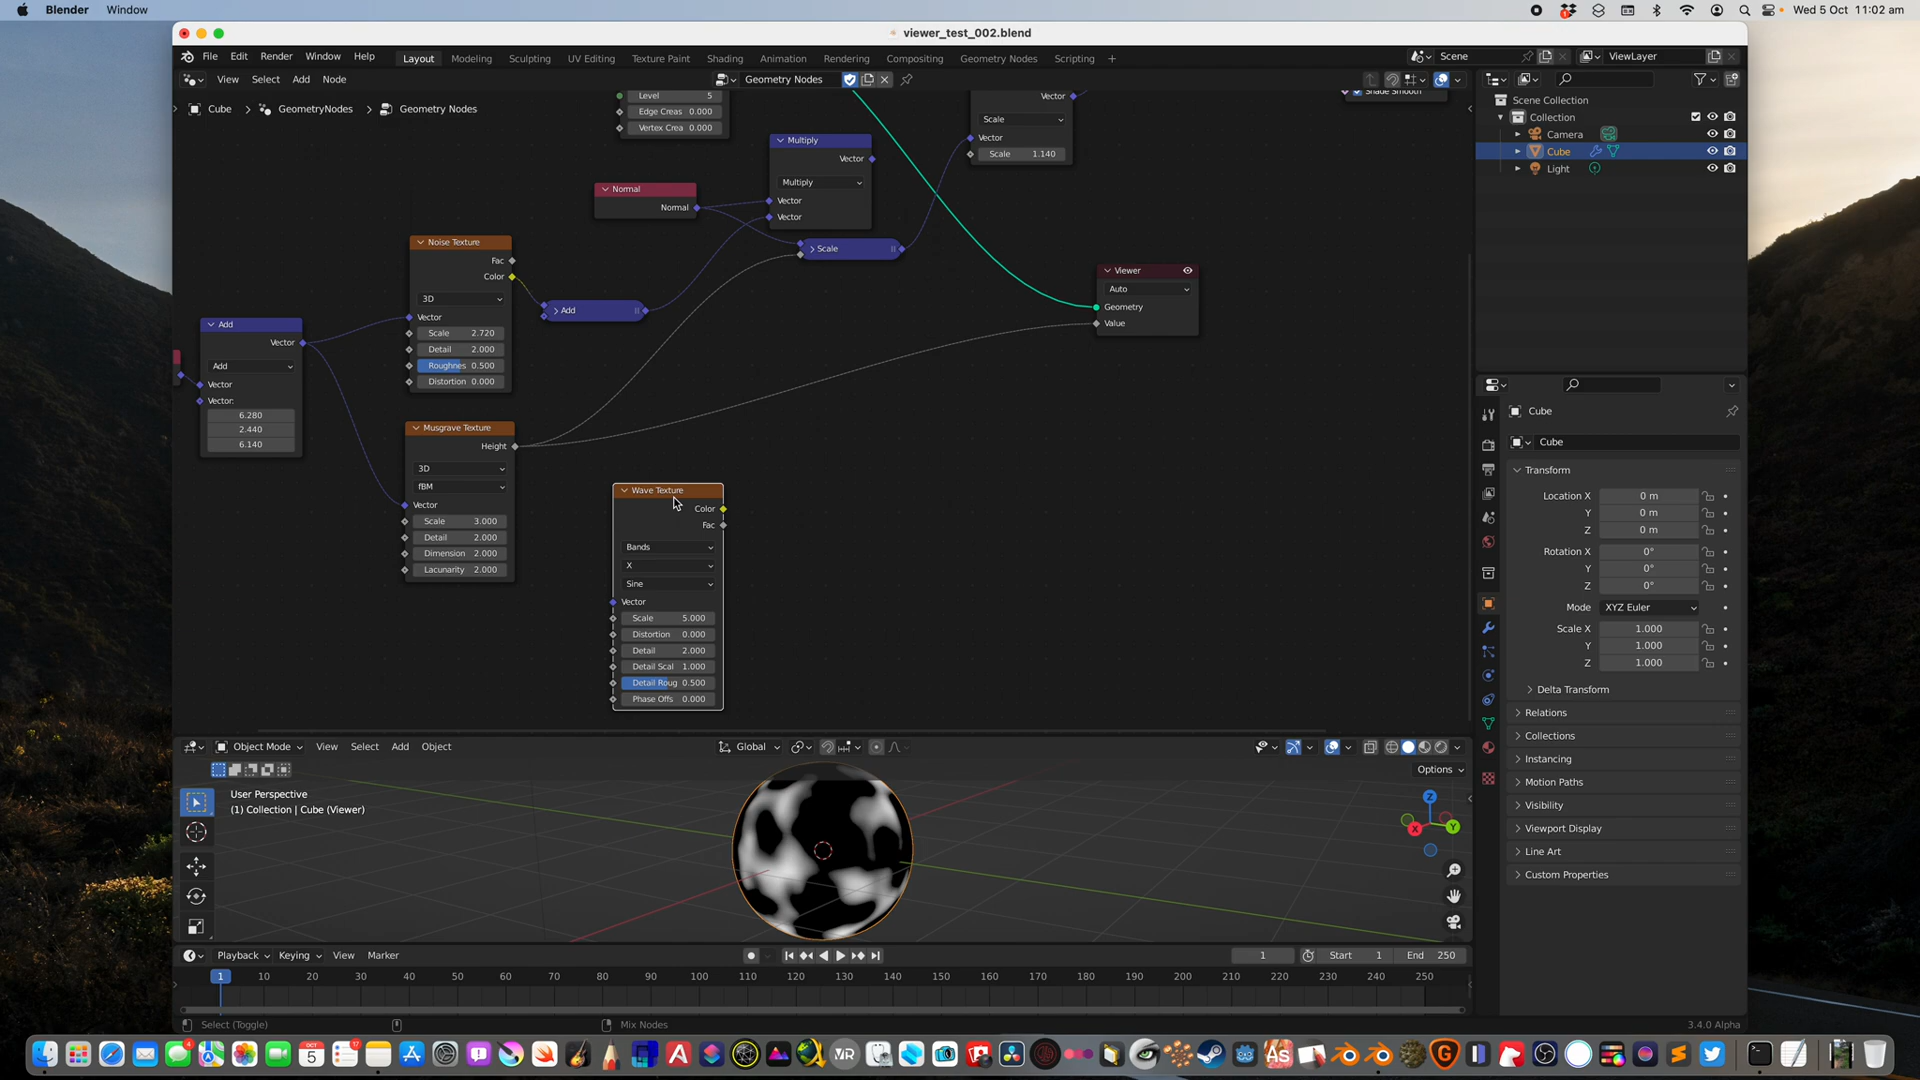 Blender Window
Wed 5 Oct 11:02 am
viewer_test_002.blend
File Edit Render Window Help
Layout Modeling Sculpting UV Editing Texture Paint Shading Animation Rendering Compositing Geometry Nodes Scripting +
Scene
ViewLayer
View Select Add Node
Geometry Nodes
Cube > GeometryNodes > Geometry Nodes
Level 5
Edge Creas 0.000
Vertex Crea 0.000
Multiply
Vector
Multiply
Vector
Vector
Normal
Normal
Vector
Scale
Vector
Scale 1.140
Shade Smooth
Scale
Noise Texture
Fac
Color
3D
Vector
Scale 2.720
Detail 2.000
Roughnes 0.500
Distortion 0.000
Add
Add
Vector
Add
Vector
Vector:
6.280
2.440
6.140
Viewer
Auto
Geometry
Value
Musgrave Texture
Height
3D
fBM
Vector
Scale 3.000
Detail 2.000
Dimension 2.000
Lacunarity 2.000
Wave Texture
Color
Fac
Bands
X
Sine
Vector
Scale 5.000
Distortion 0.000
Detail 2.000
Detail Scal 1.000
Detail Roug 0.500
Phase Offs 0.000
Scene Collection
Collection
Camera
Cube
Light
Cube
Cube
Transform
Location X 0 m
Y 0 m
Z 0 m
Rotation X 0°
Y 0°
Z 0°
Mode XYZ Euler
Scale X 1.000
Y 1.000
Z 1.000
Delta Transform
Relations
Collections
Instancing
Motion Paths
Visibility
Viewport Display
Line Art
Custom Properties
Object Mode View Select Add Object
Global
Options
User Perspective
(1) Collection | Cube (Viewer)
Z
X
Y
Playback Keying View Marker
1 Start 1 End 250
1 10 20 30 40 50 60 70 80 90 100 110 120 130 140 150 160 170 180 190 200 210 220 230 240 250
Select (Toggle)
Mix Nodes
3.4.0 Alpha